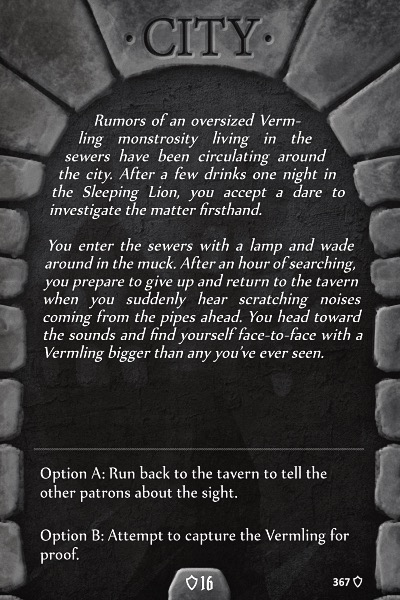 · CITY ·
Rumors of an oversized Verm-
ling monstrosity living in the
sewers have been circulating around
the city. After a few drinks one night in
the Sleeping Lion, you accept a dare to
investigate the matter firsthand.
You enter the sewers with a lamp and wade
around in the muck. After an hour of searching,
you prepare to give up and return to the tavern
when you suddenly hear scratching noises
coming from the pipes ahead. You head toward
the sounds and find yourself face-to-face with a
Vermling bigger than any you've ever seen.
Option A: Run back to the tavern to tell the
other patrons about the sight.
Option B: Attempt to capture the Vermling for
proof.
16
367